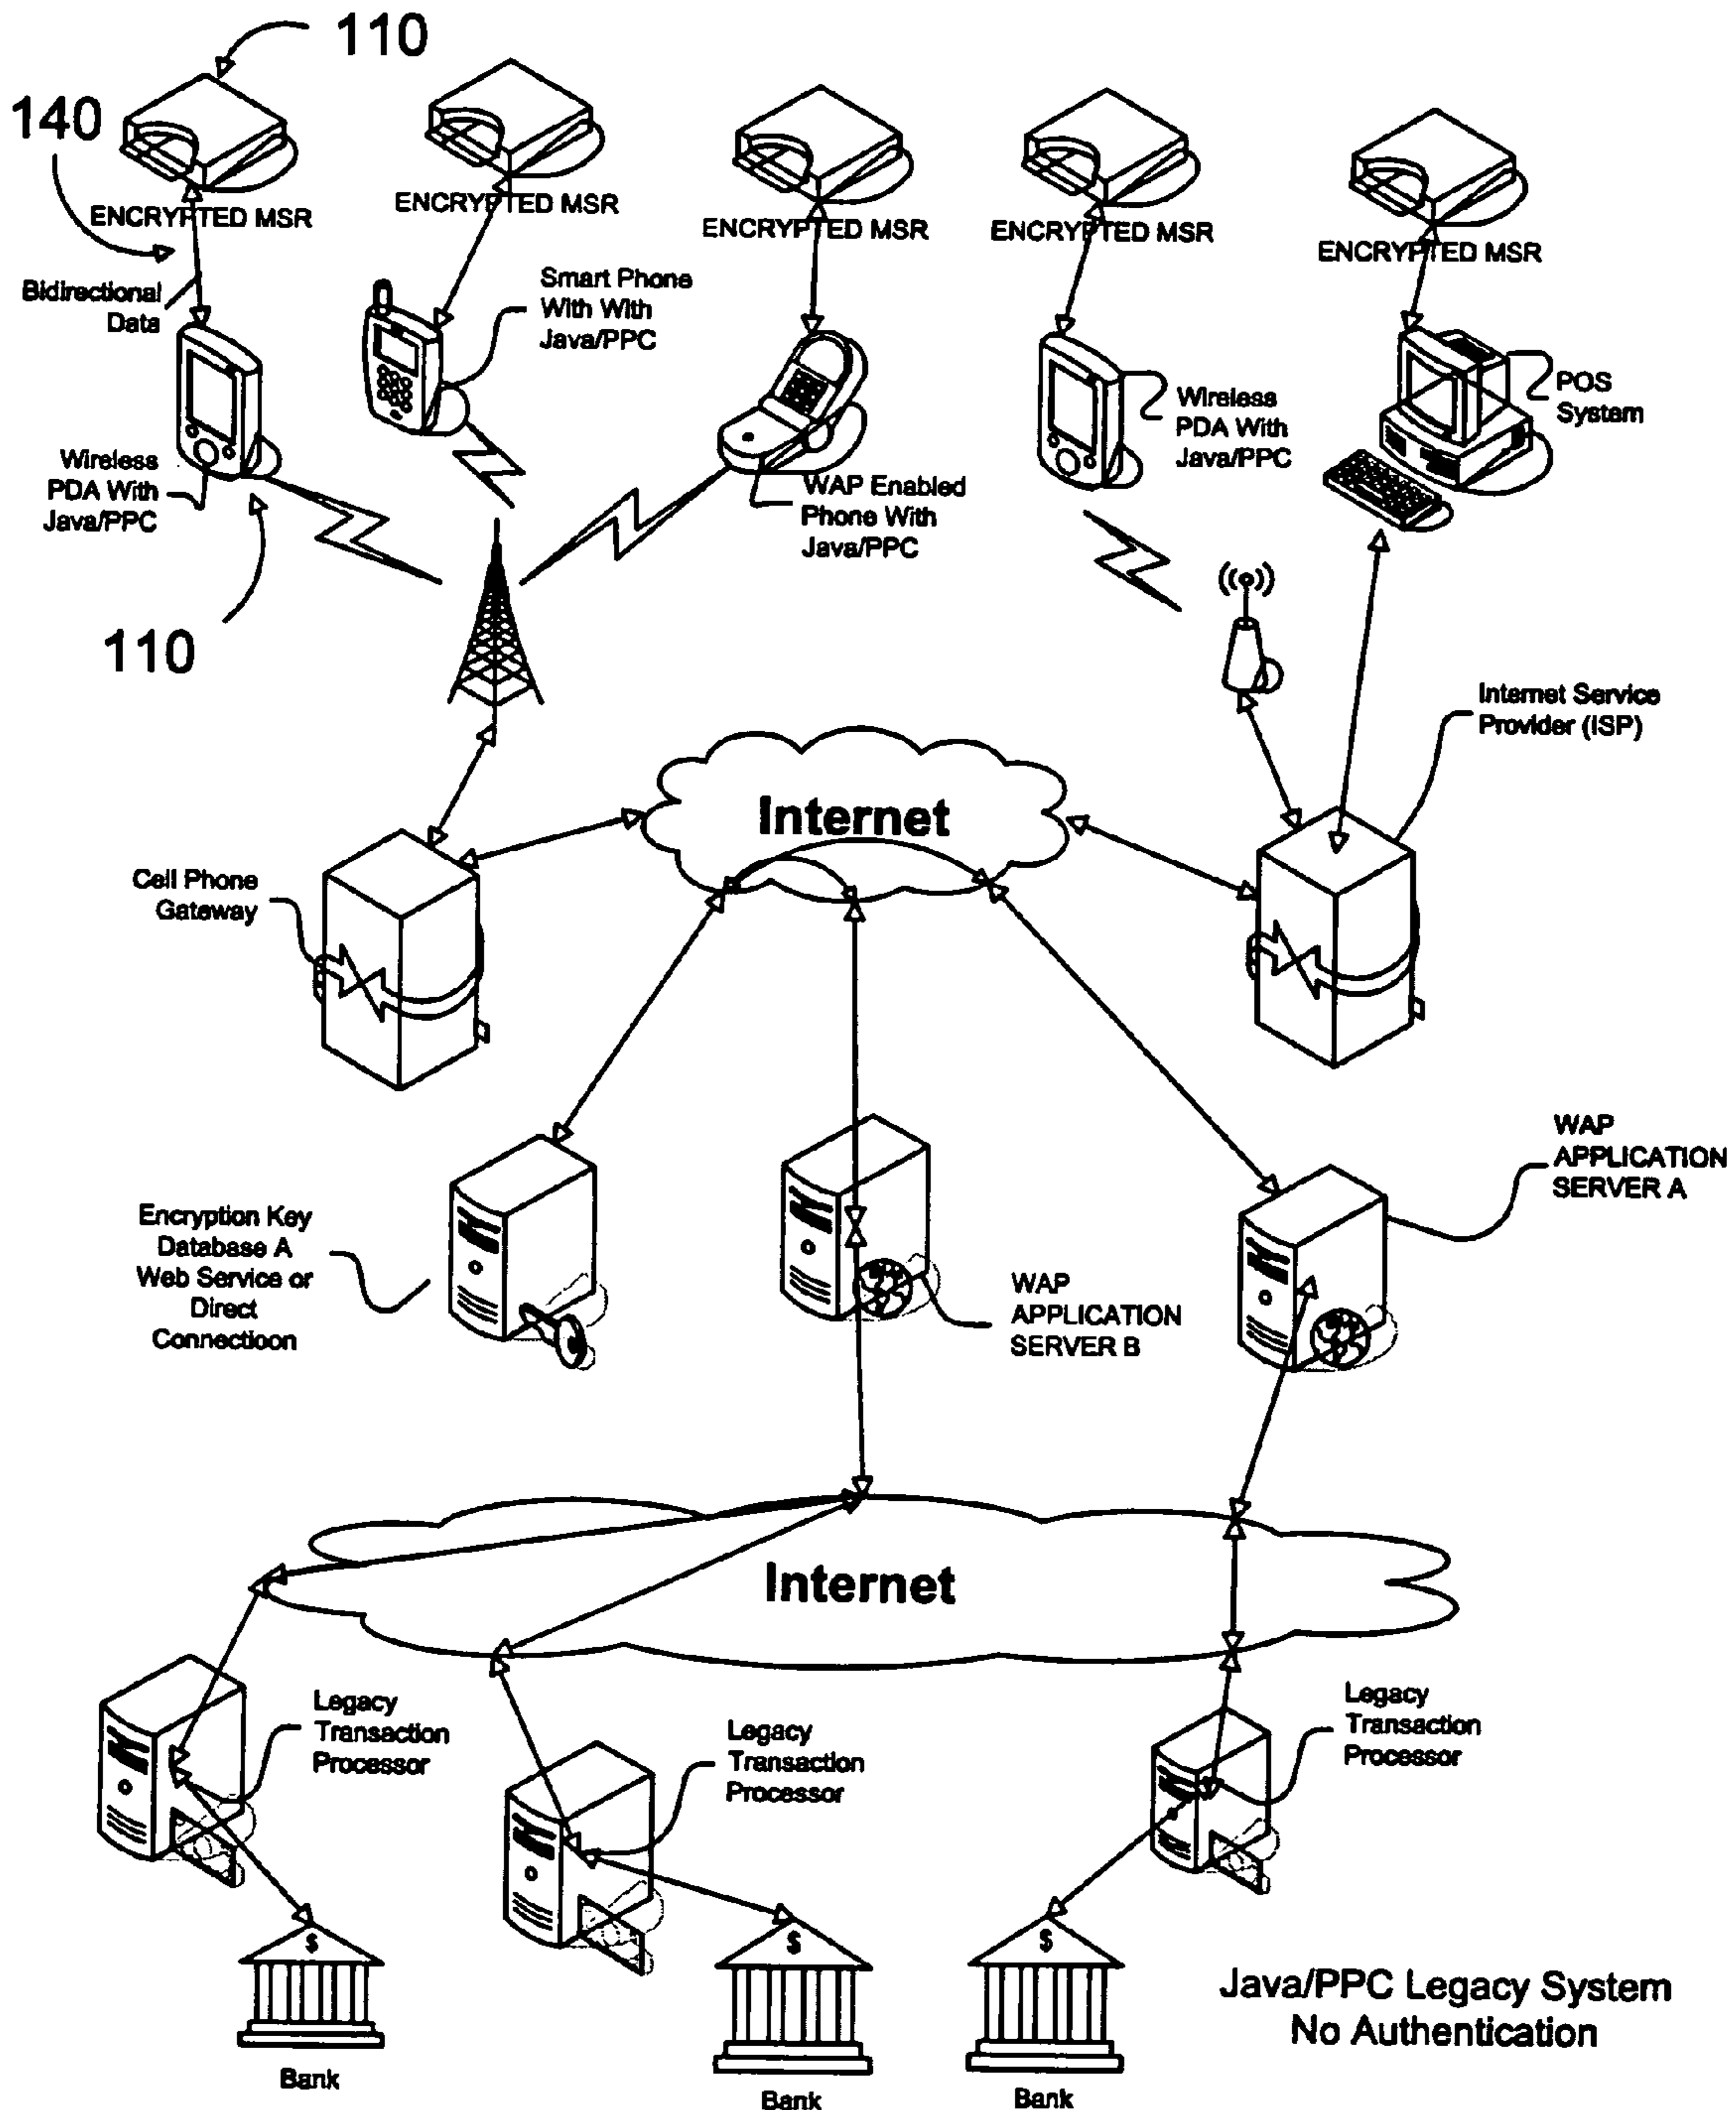 110
140
ENCRYPTED MSR
ENCRYPTED MSR
ENCRYPTED MSR
ENCRYPTED MSR
ENCRYPTED MSR
Bidirectional
Data
Smart Phone
With With
Java/PPC
Wireless
PDA With
Java/PPC
POS
System
Wireless
PDA With
Java/PPC
WAP Enabled
Phone With
Java/PPC
110
Internet Service
Provider (ISP)
Internet
Cell Phone
Gateway
WAP
APPLICATION
SERVER A
Encryption Key
Database A
Web Service or
Direct
Connectioon
WAP
APPLICATION
SERVER B
Internet
Legacy
Transaction
Processor
Legacy
Transaction
Processor
Legacy
Transaction
Processor
$
$
$
Bank
Bank
Bank
Java/PPC Legacy System
No Authentication